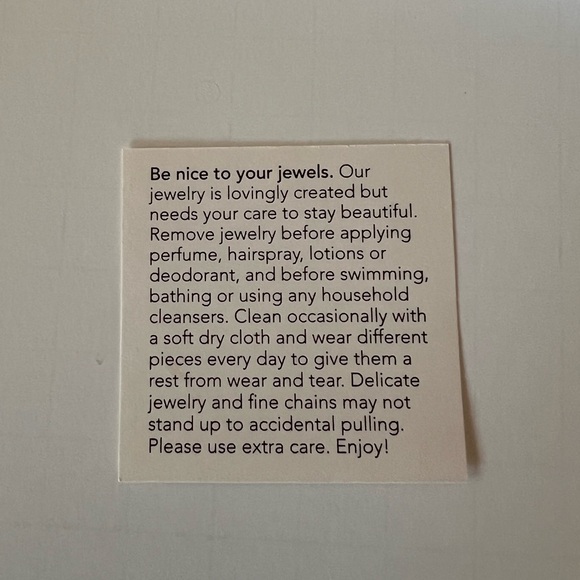 Be nice to your jewels. Our
jewelry is lovingly created but
needs your care to stay beautiful.
Remove jewelry before applying
perfume, hairspray, lotions or
deodorant, and before swimming,
bathing or using any household
cleansers. Clean occasionally with
a soft dry cloth and wear different
pieces every day to give them a
rest from wear and tear. Delicate
jewelry and fine chains may not
stand up to accidental pulling.
Please use extra care. Enjoy!